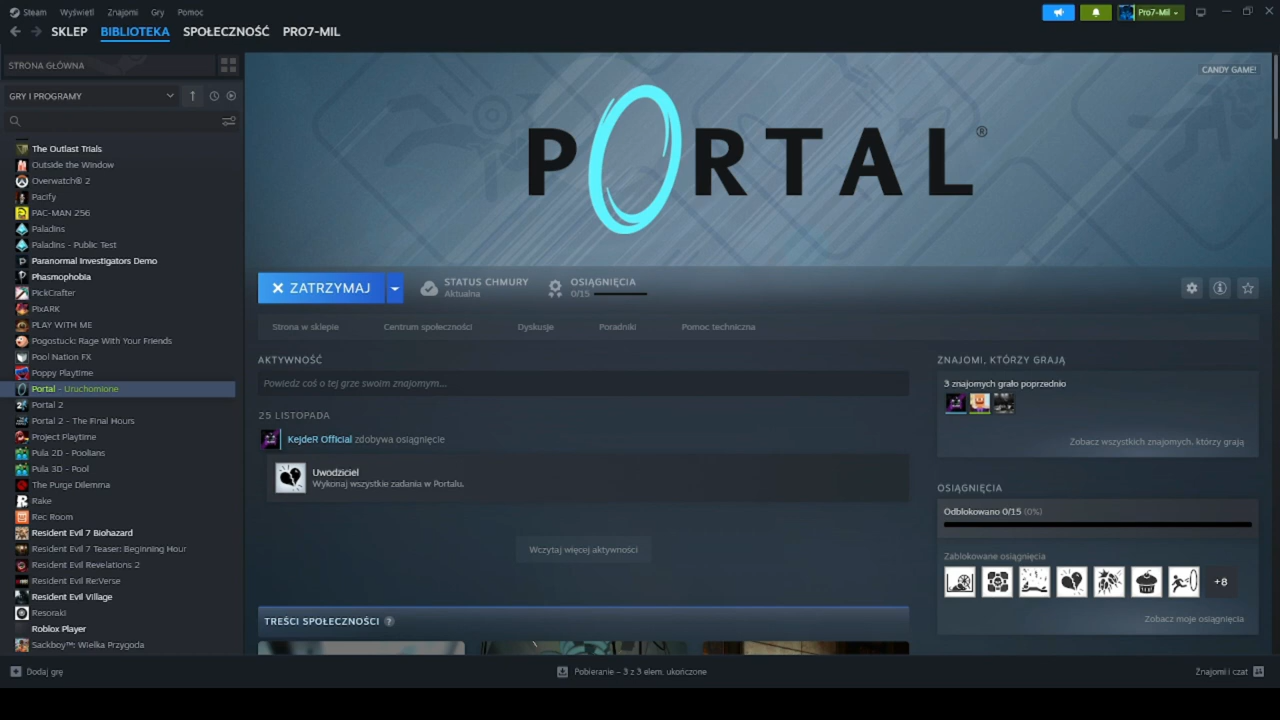 Steam Wyświetl Znajomi Gry Pomoc
Pro7-Mil
SKLEP BIBLIOTEKA SPOŁECZNOŚĆ PRO7-MIL
STRONA GŁÓWNA
GRY I PROGRAMY
The Outlast Trials
Outside the Window
Overwatch® 2
Pacify
PAC-MAN 256
Paladins
Paladins - Public Test
Paranormal Investigators Demo
Phasmophobia
PickCrafter
PixARK
PLAY WITH ME
Pogostuck: Rage With Your Friends
Pool Nation FX
Poppy Playtime
Portal - Uruchomione
Portal 2
Portal 2 - The Final Hours
Project Playtime
Pula 2D - Poolians
Pula 3D - Pool
The Purge Dilemma
Rake
Rec Room
Resident Evil 7 Biohazard
Resident Evil 7 Teaser: Beginning Hour
Resident Evil Revelations 2
Resident Evil Re:Verse
Resident Evil Village
Resoraki
Roblox Player
Sackboy™: Wielka Przygoda
CANDY GAME!
PORTAL®
ZATRZYMAJ
STATUS CHMURY
Aktualna
OSIĄGNIĘCIA
0/15
Strona w sklepie Centrum społeczności Dyskusje Poradniki Pomoc techniczna
AKTYWNOŚĆ
Powiedz coś o tej grze swoim znajomym...
25 LISTOPADA
KejdeR Official zdobywa osiągnięcie
Uwodziciel
Wykonaj wszystkie zadania w Portalu.
Wczytaj więcej aktywności
TREŚCI SPOŁECZNOŚCI ?
ZNAJOMI, KTÓRZY GRAJĄ
3 znajomych grało poprzednio
Zobacz wszystkich znajomych, którzy grają
OSIĄGNIĘCIA
Odblokowano 0/15 (0%)
Zablokowane osiągnięcia
+8
Zobacz moje osiągnięcia
Dodaj grę
Pobieranie – 3 z 3 elem. ukończone
Znajomi i czat